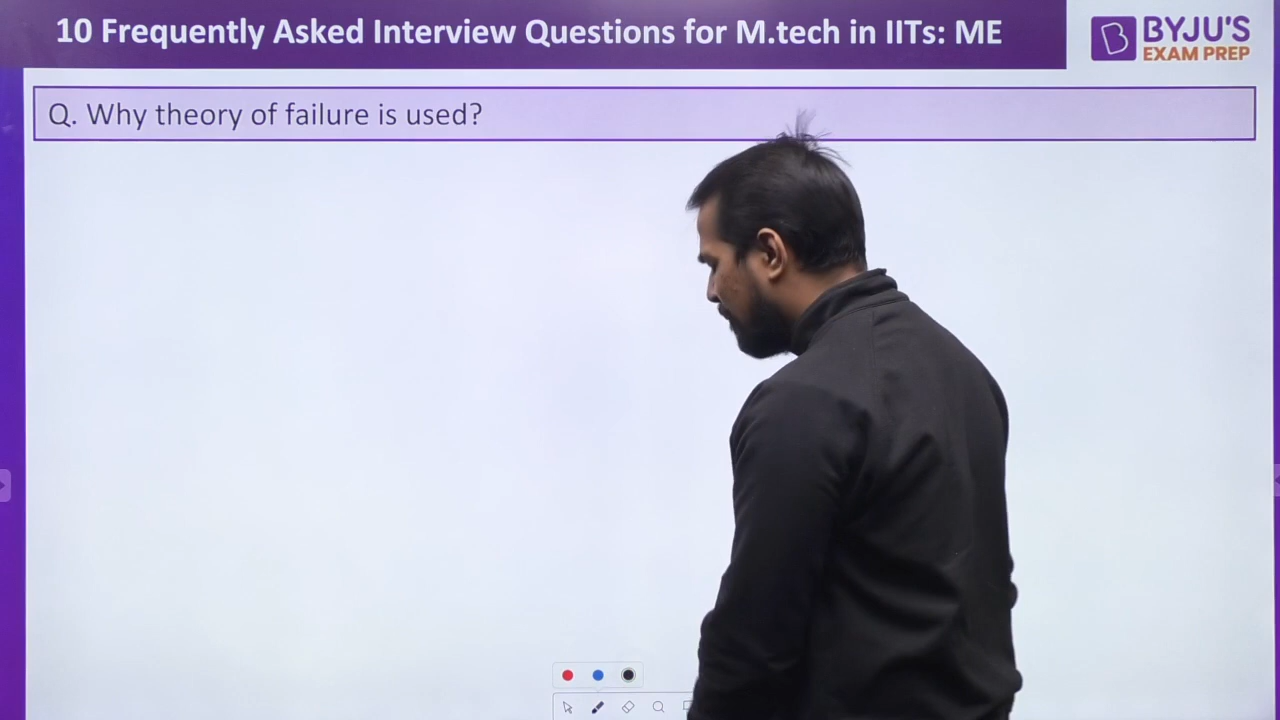 10 Frequently Asked Interview Questions for M.tech in IITs: ME
BYJU'S
EXAM PREP
Q. Why theory of failure is used?